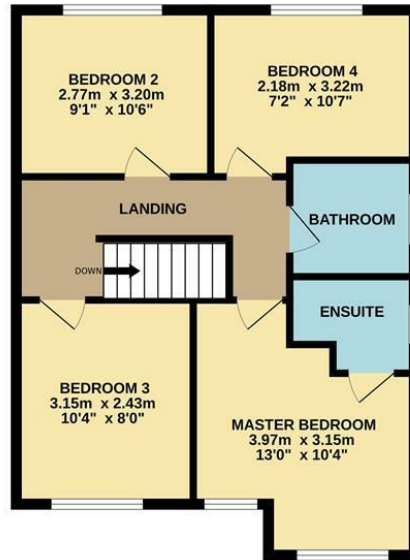 BEDROOM 2
2.77m x 3.20m
9'1" x 10'6"
BEDROOM 4
2.18m x 3.22m
7'2" x 10'7"
LANDING
BATHROOM
DOWN
ENSUITE
BEDROOM 3
3.15m x 2.43m
10'4" x 8'0"
MASTER BEDROOM
3.97m x 3.15m
13'0" x 10'4"